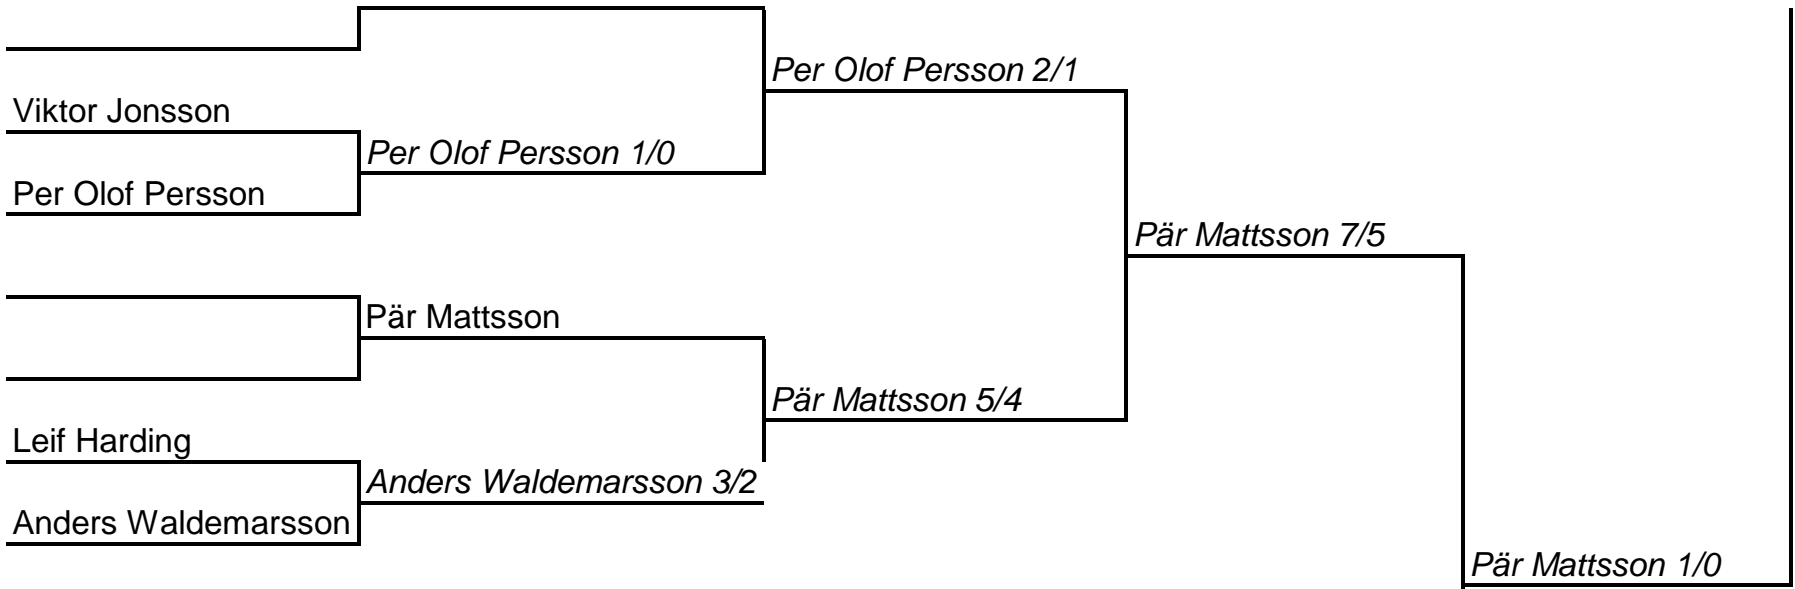 Per Olof Persson 2/1
Viktor Jonsson
Per Olof Persson 1/0
Per Olof Persson
Pär Mattsson 7/5
Pär Mattsson
Pär Mattsson 5/4
Leif Harding
Anders Waldemarsson 3/2
Anders Waldemarsson
Pär Mattsson 1/0